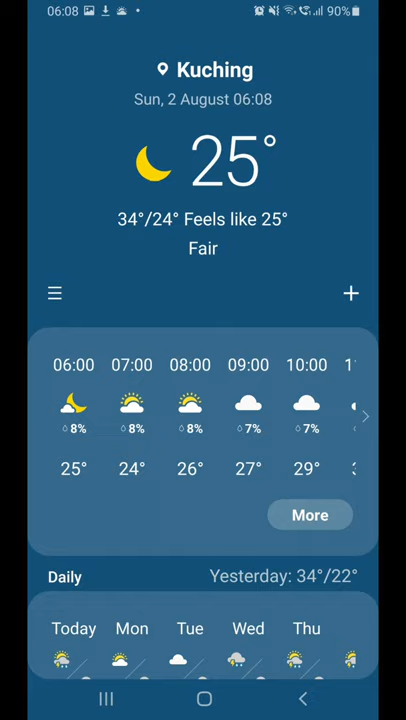 06:08 90%
Kuching
Sun, 2 August 06:08
25°
34°/24° Feels like 25°
Fair
06:00 07:00 08:00 09:00 10:00
8% 8% 8% 7% 7%
25° 24° 26° 27° 29°
More
Daily Yesterday: 34°/22°
Today Mon Tue Wed Thu